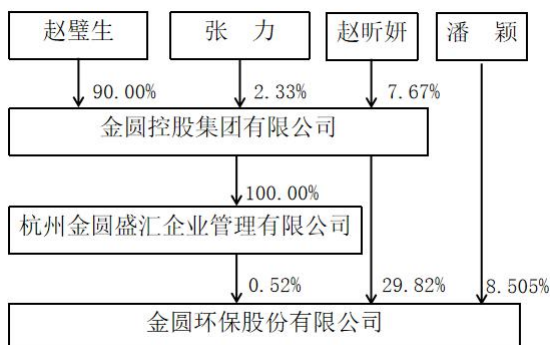 赵璧生 张 力 赵昕妍 潘 颖
90.00% 2.33% 7.67%
金圆控股集团有限公司
100.00%
杭州金圆盛汇企业管理有限公司
0.52% 29.82% 8.505%
金圆环保股份有限公司